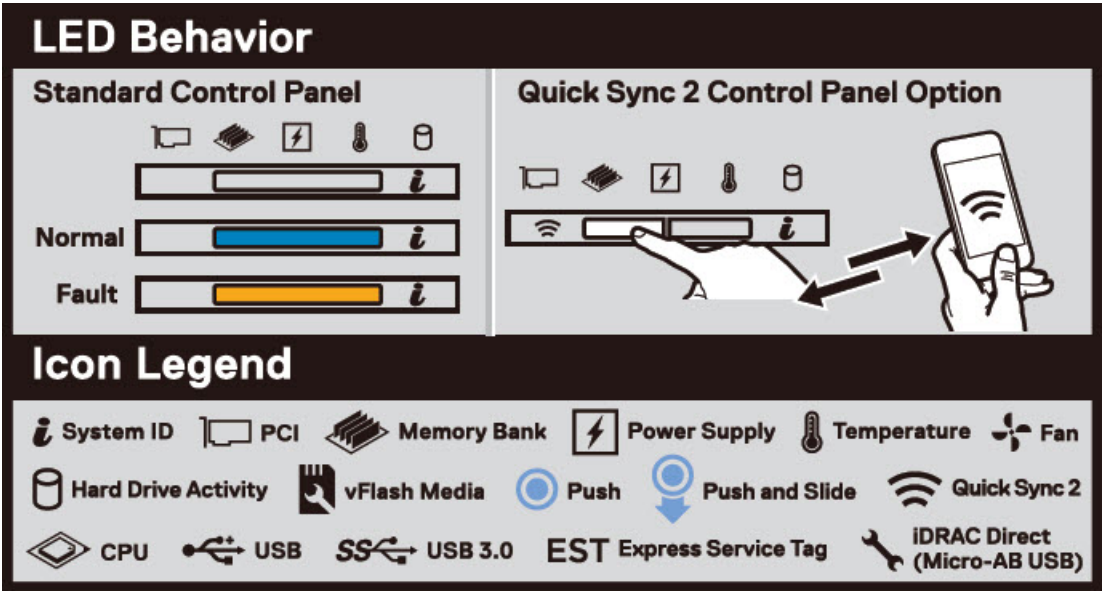 LED Behavior
Standard Control Panel
i
Normal i
Fault i
Quick Sync 2 Control Panel Option
i
Icon Legend
i System ID PCI Memory Bank Power Supply Temperature Fan
Hard Drive Activity vFlash Media Push Push and Slide Quick Sync 2
CPU USB SS USB 3.0 EST Express Service Tag iDRAC Direct
(Micro-AB USB)